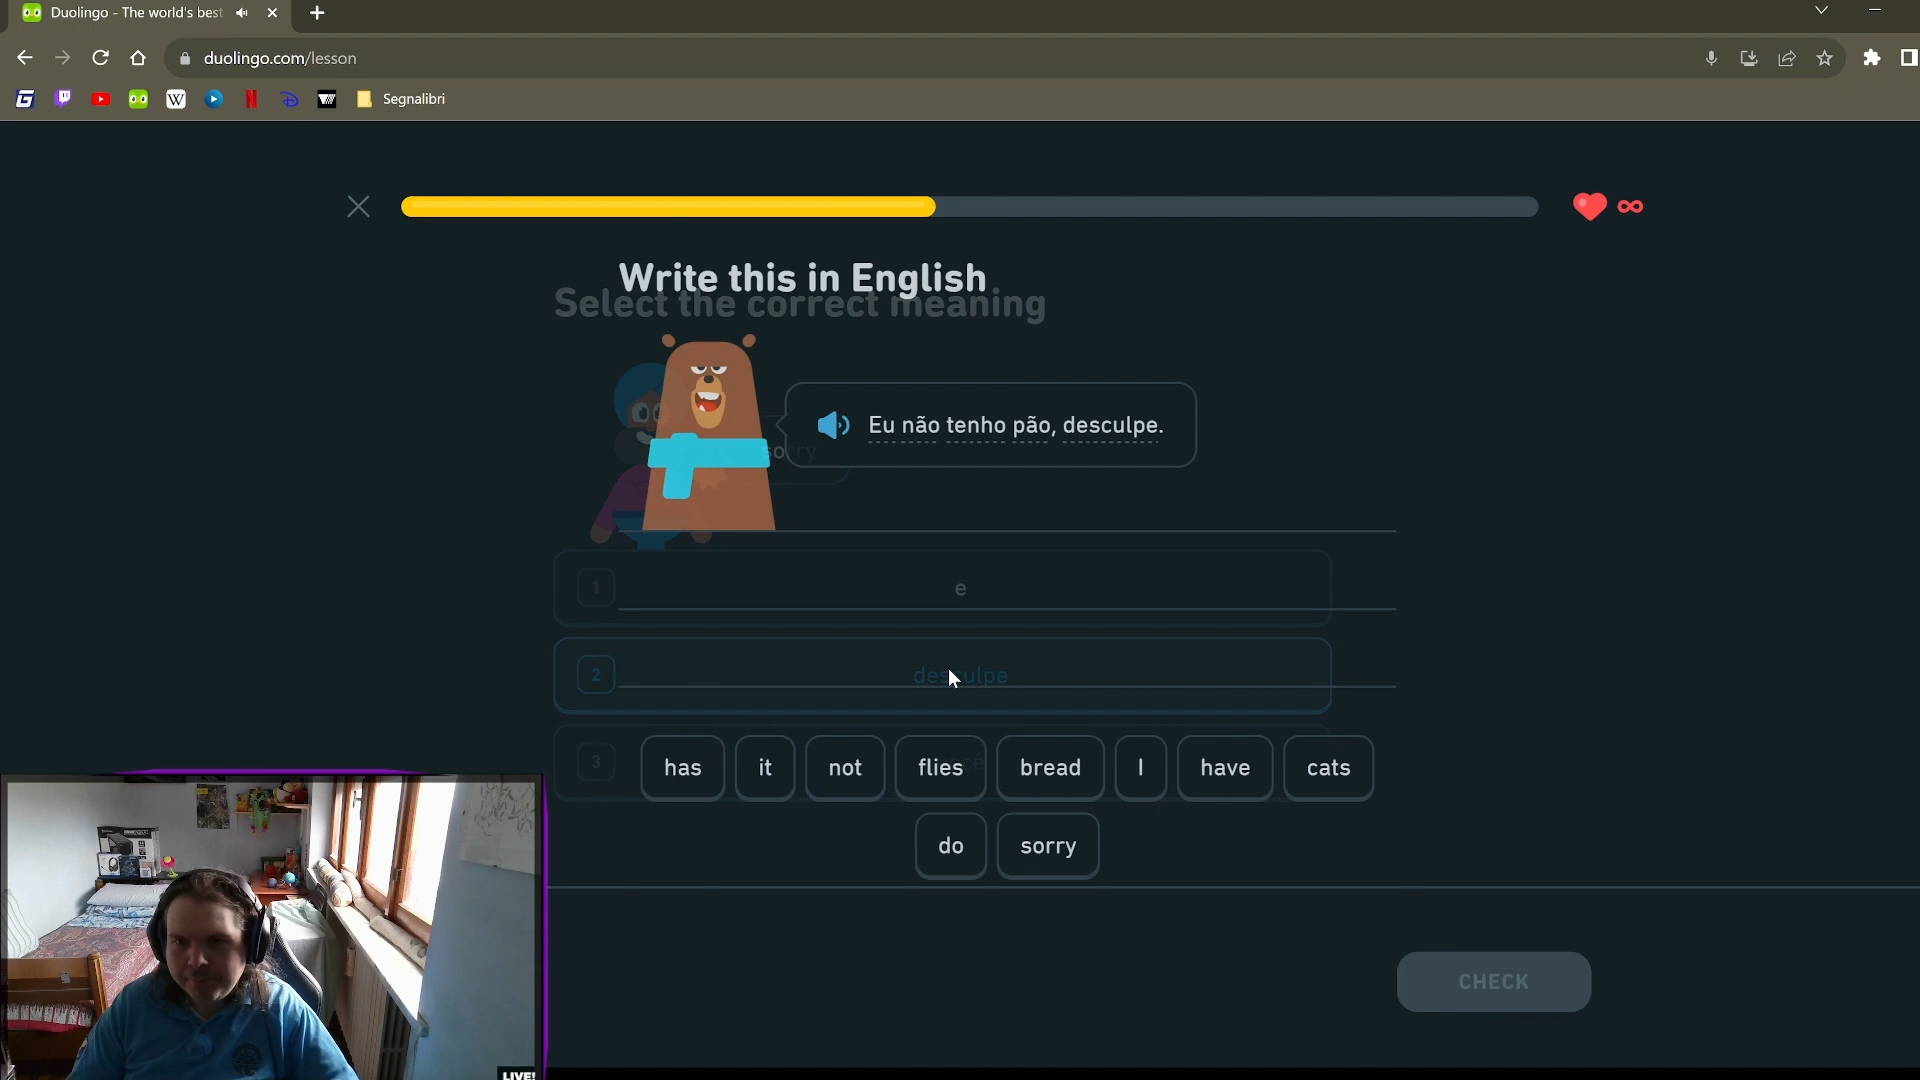 Duolingo - The world's best
duolingo.com/lesson
Segnalibri
Write this in English
Select the correct meaning
Eu não tenho pão, desculpe.
sorry
1 e
2 desculpe
3
has it not flies bread I have cats
do sorry
CHECK
LIVE!